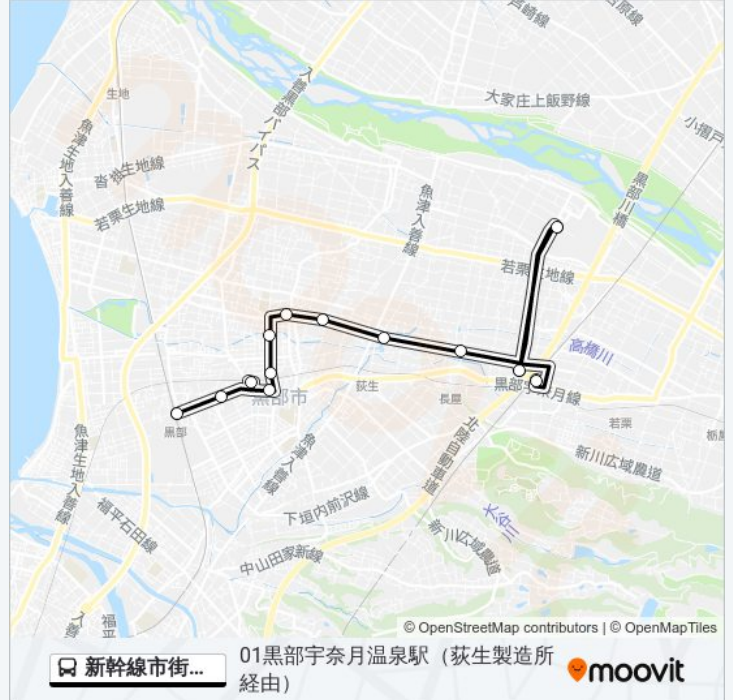 芦崎線
生地
入善黒部バイパス
大家庄上飯野線
魚津生地入善線
沓掛生地線
若栗生地線
魚津入善線
黒部川橋
小摺戸
若栗生地線
高橋川
黒部市
荻生
長屋
黒部宇奈月線
若栗
黒部
魚津入善線
北陸自動車道
新川広域農道
魚津生地入善線
福平石田線
下垣内前沢線
中山田家新線
新川広域農道
大谷川
入善
福平
© OpenStreetMap contributors | © OpenMapTiles
新幹線市街...
01黒部宇奈月温泉駅（荻生製造所
経由）
moovit